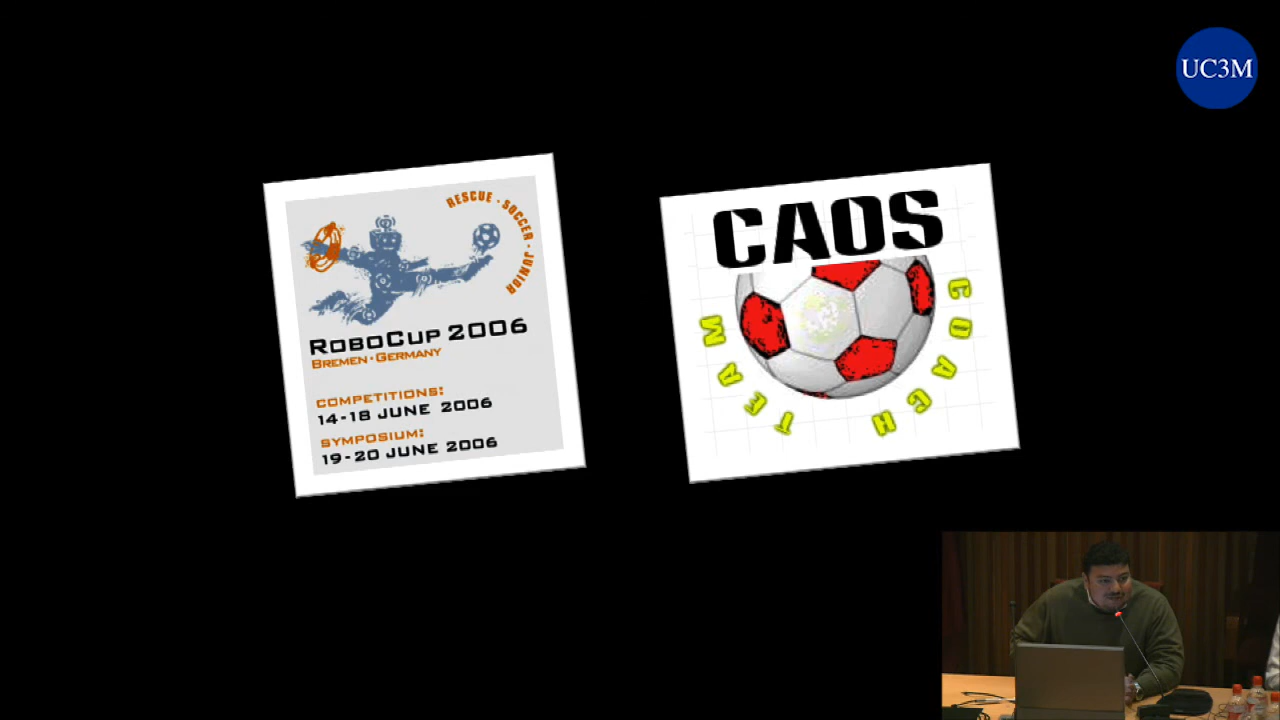 UC3M
RESCUE · SOCCER · JUNIOR
ROBOCUP 2006
BREMEN · GERMANY
COMPETITIONS:
14-18 JUNE 2006
SYMPOSIUM:
19-20 JUNE 2006
CAOS
COACH
TEAM